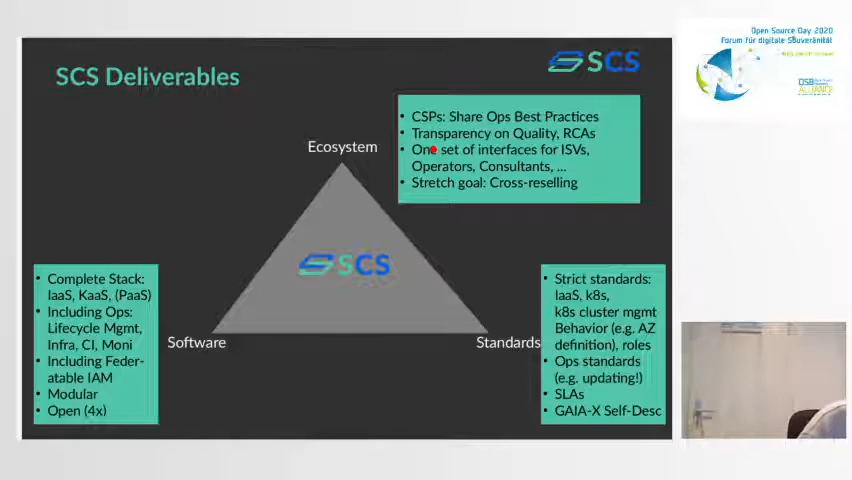 SCS Deliverables
SCS
Open Source Day 2020
Forum für digitale Souveränität
OSB
ALLIANCE
Ecosystem
• CSPs: Share Ops Best Practices
• Transparency on Quality, RCAs
• One set of interfaces for ISVs,
Operators, Consultants, ...
• Stretch goal: Cross-reselling
SCS
Software
• Complete Stack:
IaaS, KaaS, (PaaS)
• Including Ops:
Lifecycle Mgmt,
Infra, CI, Moni
• Including Feder-
atable IAM
• Modular
• Open (4x)
Standards
• Strict standards:
IaaS, k8s,
k8s cluster mgmt
Behavior (e.g. AZ
definition), roles
• Ops standards
(e.g. updating!)
• SLAs
• GAIA-X Self-Desc